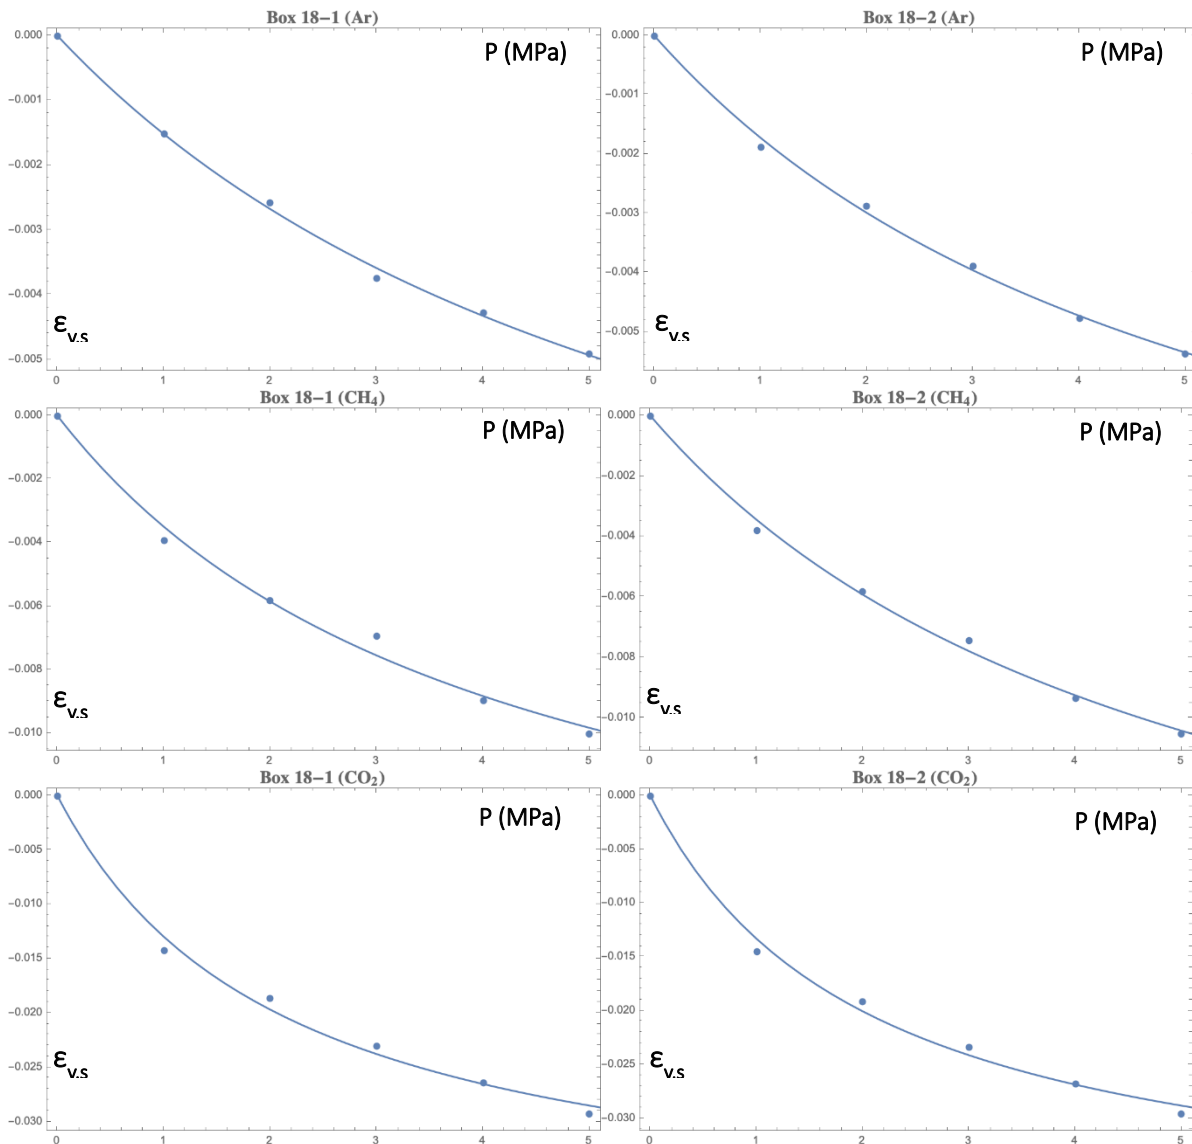 Box 18−1 (Ar)
0.000
−0.001
−0.002
−0.003
−0.004
−0.005
P (MPa)
εv.s
0 1 2 3 4 5
Box 18−2 (Ar)
0.000
−0.001
−0.002
−0.003
−0.004
−0.005
P (MPa)
εv.s
0 1 2 3 4 5
Box 18−1 (CH4)
0.000
−0.002
−0.004
−0.006
−0.008
−0.010
P (MPa)
εv.s
0 1 2 3 4 5
Box 18−2 (CH4)
0.000
−0.002
−0.004
−0.006
−0.008
−0.010
P (MPa)
εv.s
0 1 2 3 4 5
Box 18−1 (CO2)
0.000
−0.005
−0.010
−0.015
−0.020
−0.025
−0.030
P (MPa)
εv.s
0 1 2 3 4 5
Box 18−2 (CO2)
0.000
−0.005
−0.010
−0.015
−0.020
−0.025
−0.030
P (MPa)
εv.s
0 1 2 3 4 5